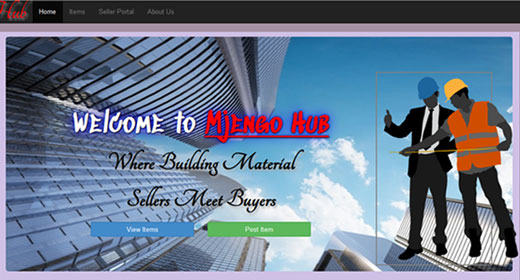 Hub Home Items Seller Portal About Us
Welcome to Mjengo Hub
Where Building Material
Sellers Meet Buyers
View Items Post Item